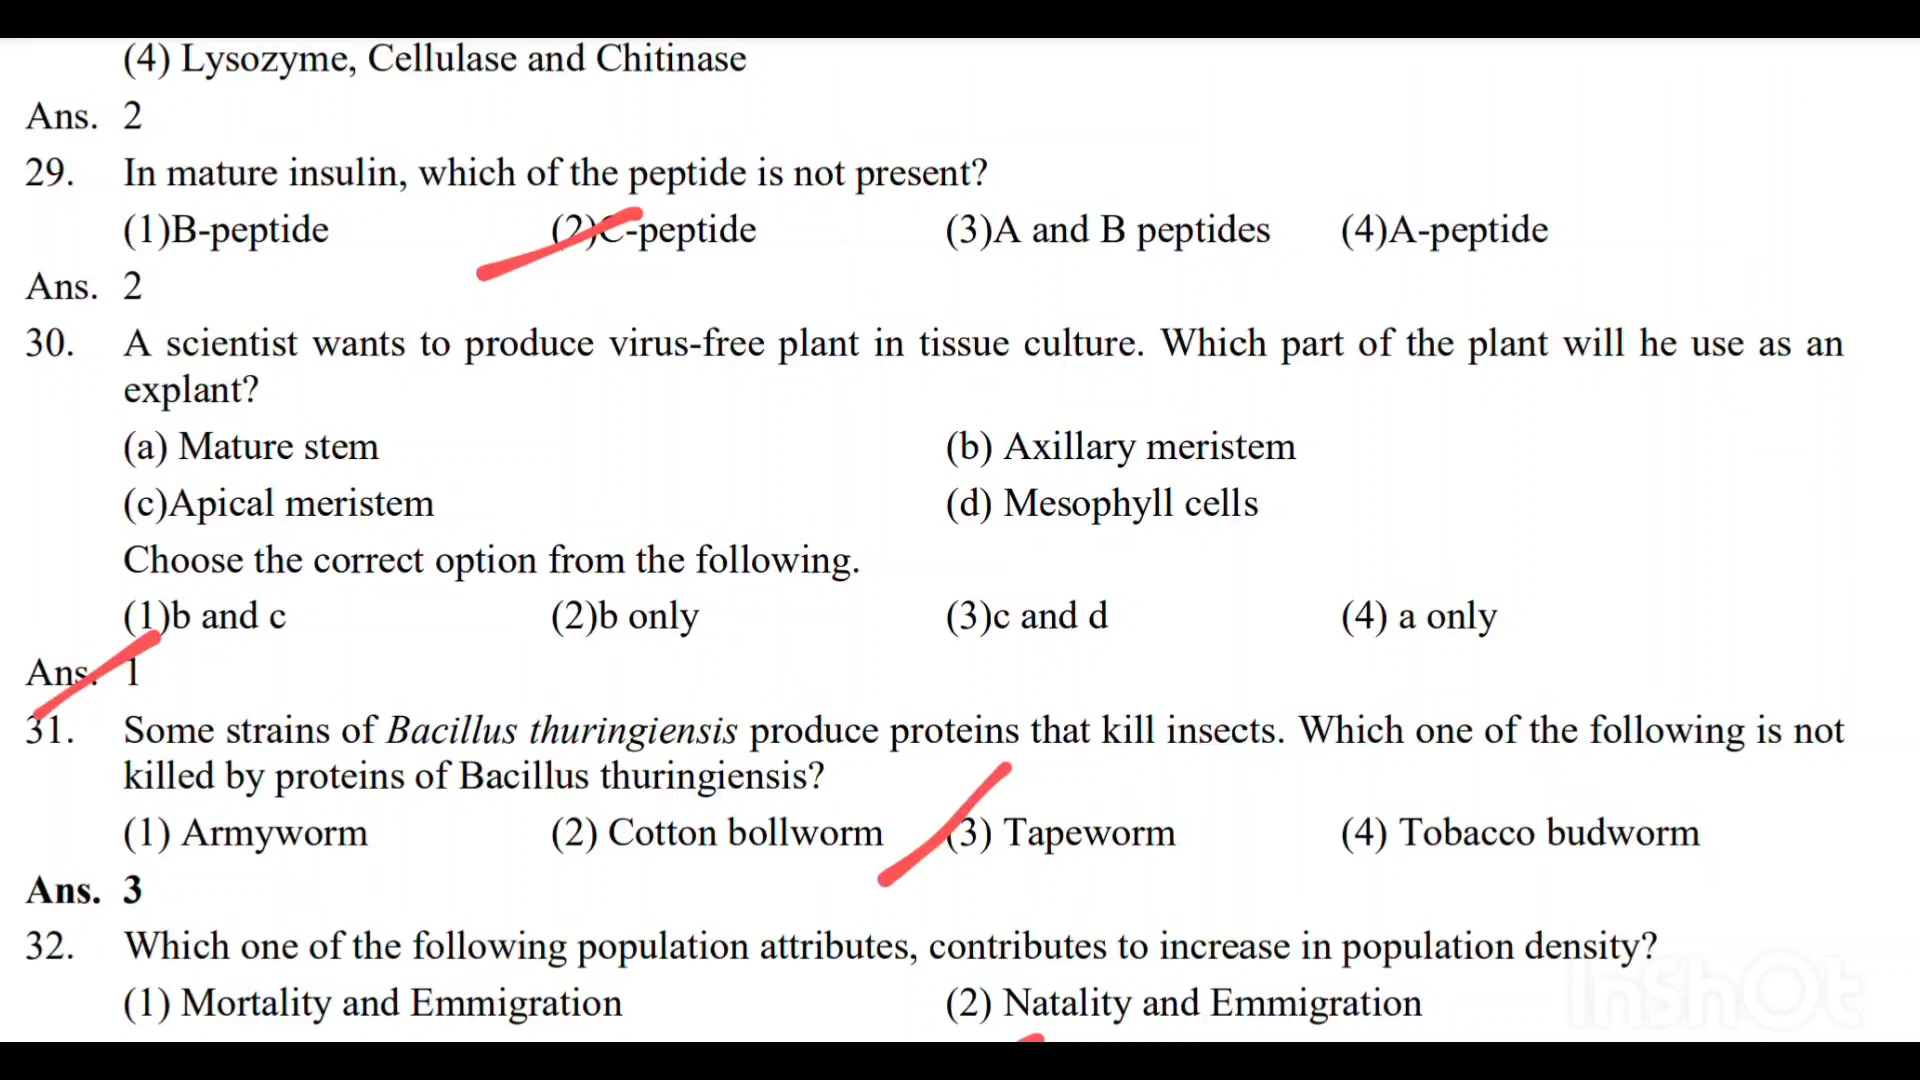 (4) Lysozyme, Cellulase and Chitinase
Ans. 2
29. In mature insulin, which of the peptide is not present?
(1)B-peptide (2)C-peptide (3)A and B peptides (4)A-peptide
Ans. 2
30. A scientist wants to produce virus-free plant in tissue culture. Which part of the plant will he use as an
explant?
(a) Mature stem (b) Axillary meristem
(c)Apical meristem (d) Mesophyll cells
Choose the correct option from the following.
(1)b and c (2)b only (3)c and d (4) a only
Ans. 1
31. Some strains of Bacillus thuringiensis produce proteins that kill insects. Which one of the following is not
killed by proteins of Bacillus thuringiensis?
(1) Armyworm (2) Cotton bollworm (3) Tapeworm (4) Tobacco budworm
Ans. 3
32. Which one of the following population attributes, contributes to increase in population density?
(1) Mortality and Emmigration (2) Natality and Emmigration
InShOt